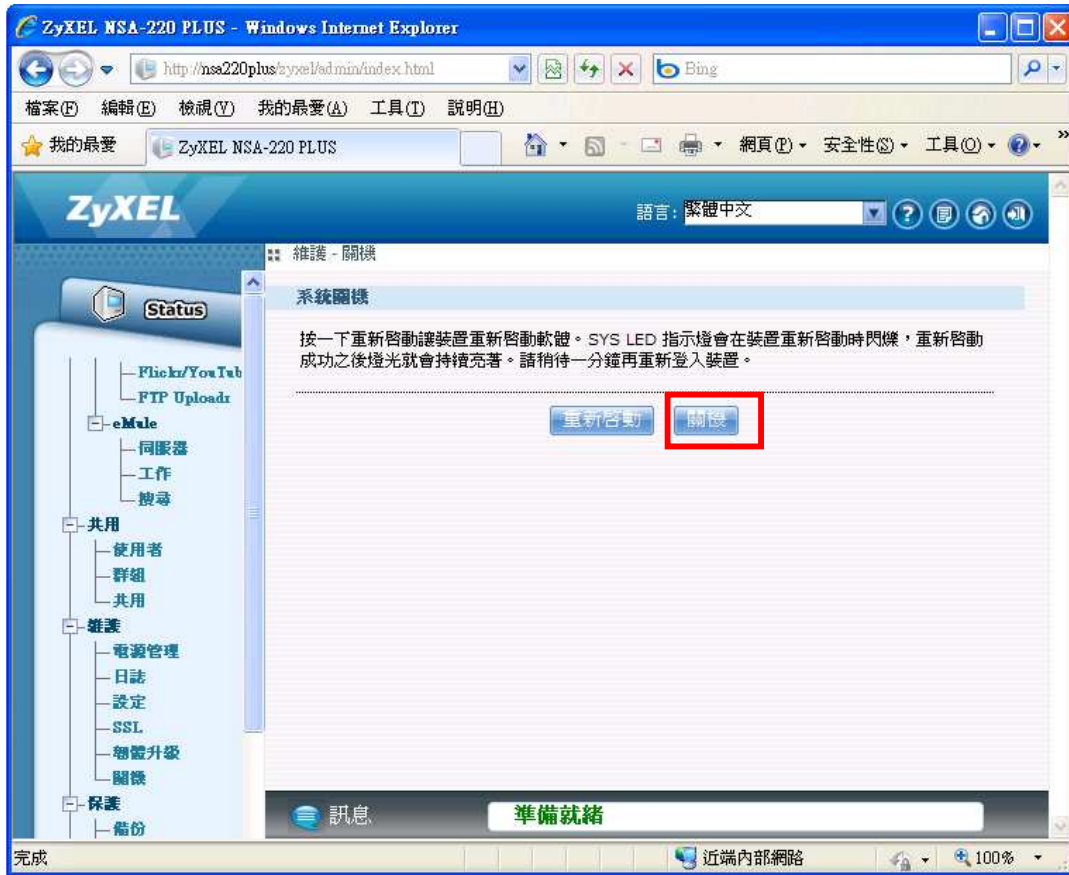 ZyXEL NSA-220 PLUS - Windows Internet Explorer
http://nsa220plus/zyxel/admin/index.html
Bing
檔案(F) 編輯(E) 檢視(V) 我的最愛(A) 工具(T) 說明(H)
我的最愛 ZyXEL NSA-220 PLUS 網頁(P) 安全性(S) 工具(O) »
ZyXEL 語言: 繁體中文
維護 - 關機
Status
系統關機
按一下重新啓動讓裝置重新啓動軟體。SYS LED 指示燈會在裝置重新啓動時閃爍，重新啓動
成功之後燈光就會持續亮著。請稍待一分鐘再重新登入裝置。
重新啓動 關機
Flickr/YouTub
FTP Uploadr
eMule
伺服器
工作
搜尋
共用
使用者
群組
共用
維護
電源管理
日誌
設定
SSL
韌體升級
關機
保護
備份
訊息 準備就緒
完成 近端內部網路 100%